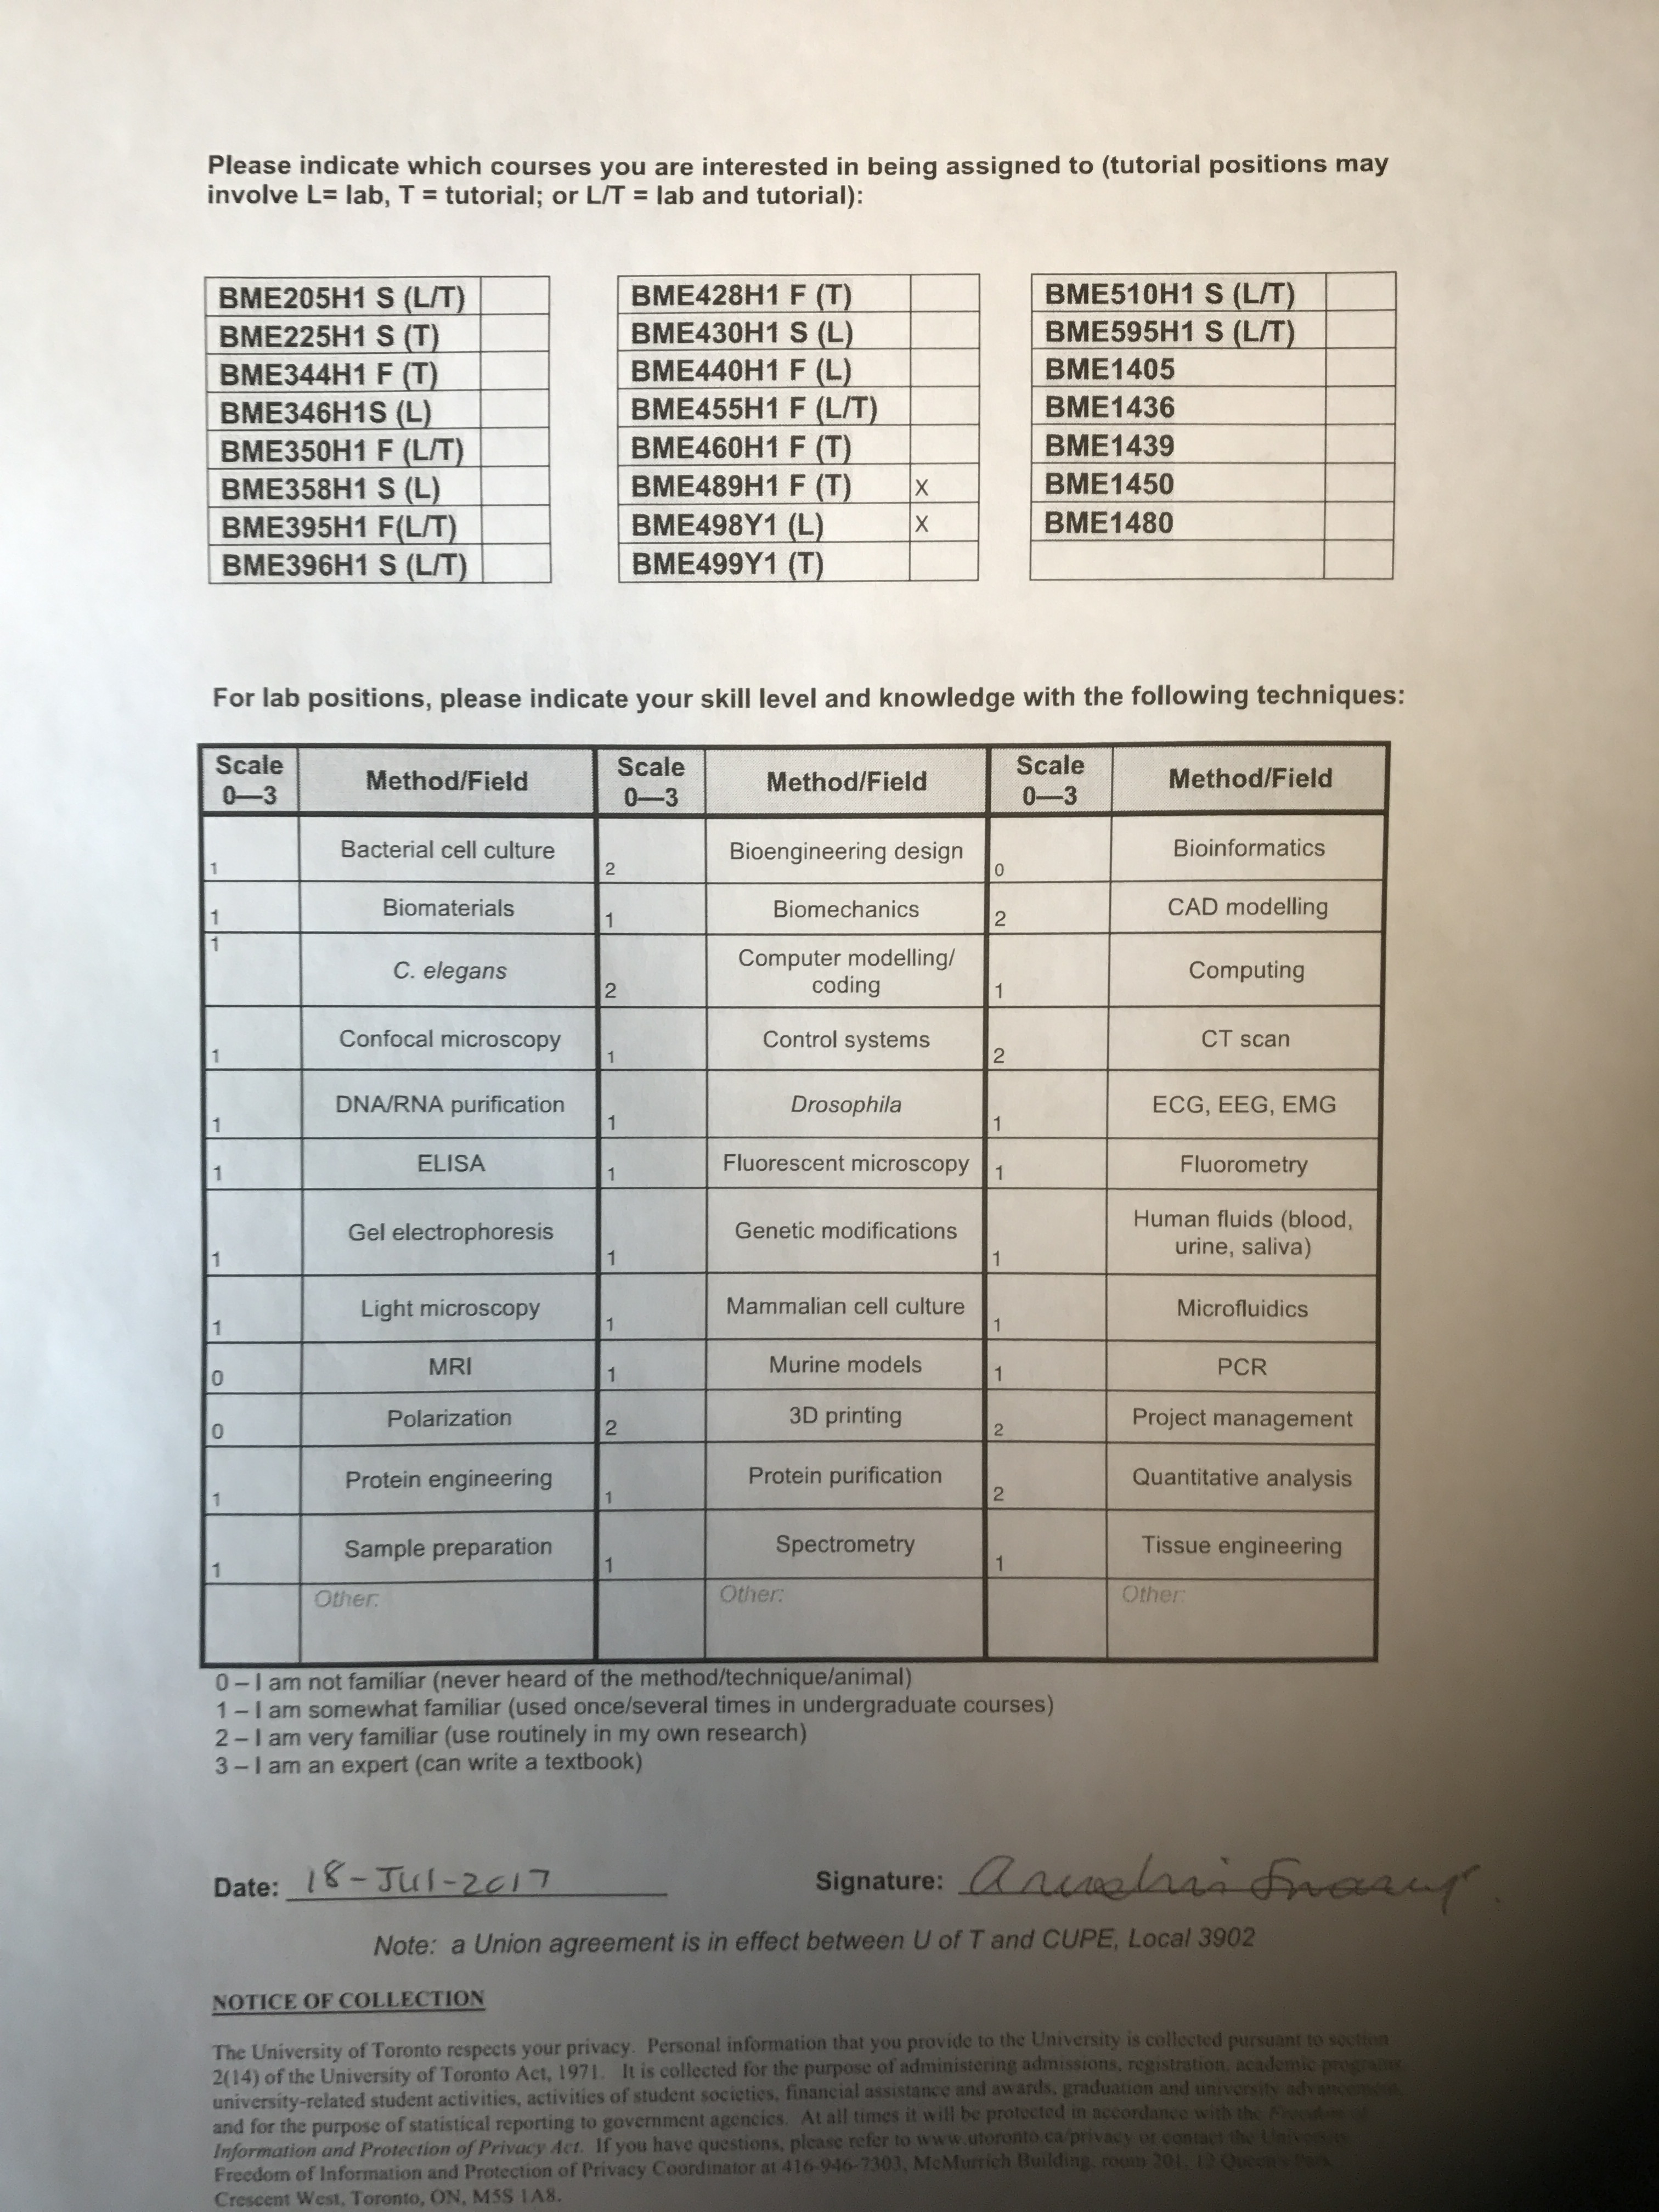 Please indicate which courses you are interested in being assigned to (tutorial positions may
involve L= lab, T = tutorial; or L/T = lab and tutorial):
BME205H1 S (L/T)
BME225H1 S (T)
BME344H1 F (T)
BME346H1S (L)
BME350H1 F (L/T)
BME358H1 S (L)
BME395H1 F(L/T)
BME396H1 S (L/T)
BME428H1 F (T)
BME430H1 S (L)
BME440H1 F (L)
BME455H1 F (L/T)
BME460H1 F (T)
BME489H1 F (T) X
BME498Y1 (L) X
BME499Y1 (T)
BME510H1 S (L/T)
BME595H1 S (L/T)
BME1405
BME1436
BME1439
BME1450
BME1480
For lab positions, please indicate your skill level and knowledge with the following techniques:
Scale 0—3 Method/Field Scale 0—3 Method/Field Scale 0—3 Method/Field
1 Bacterial cell culture 2 Bioengineering design 0 Bioinformatics
1 Biomaterials 1 Biomechanics 2 CAD modelling
1 C. elegans 2 Computer modelling/ coding 1 Computing
1 Confocal microscopy 1 Control systems 2 CT scan
1 DNA/RNA purification 1 Drosophila 1 ECG, EEG, EMG
1 ELISA 1 Fluorescent microscopy 1 Fluorometry
1 Gel electrophoresis 1 Genetic modifications 1 Human fluids (blood, urine, saliva)
1 Light microscopy 1 Mammalian cell culture 1 Microfluidics
0 MRI 1 Murine models 1 PCR
0 Polarization 2 3D printing 2 Project management
1 Protein engineering 1 Protein purification 2 Quantitative analysis
1 Sample preparation 1 Spectrometry 1 Tissue engineering
Other: Other: Other:
0 – I am not familiar (never heard of the method/technique/animal)
1 – I am somewhat familiar (used once/several times in undergraduate courses)
2 – I am very familiar (use routinely in my own research)
3 – I am an expert (can write a textbook)
Date: 18-Jul-2017 Signature:
Note: a Union agreement is in effect between U of T and CUPE, Local 3902
NOTICE OF COLLECTION
The University of Toronto respects your privacy. Personal information that you provide to the University is collected pursuant to section
2(14) of the University of Toronto Act, 1971. It is collected for the purpose of administering admissions, registration, academic programs,
university-related student activities, activities of student societies, financial assistance and awards, graduation and university advancement,
and for the purpose of statistical reporting to government agencies. At all times it will be protected in accordance with the Freedom of
Information and Protection of Privacy Act. If you have questions, please refer to www.utoronto.ca/privacy or contact the University
Freedom of Information and Protection of Privacy Coordinator at 416-946-7303, McMurrich Building, room 201, 12 Queen's Park
Crescent West, Toronto, ON, M5S 1A8.